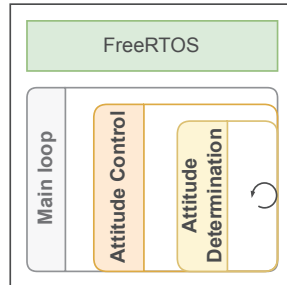 FreeRTOS
Main loop
Attitude Control
Attitude
Determination